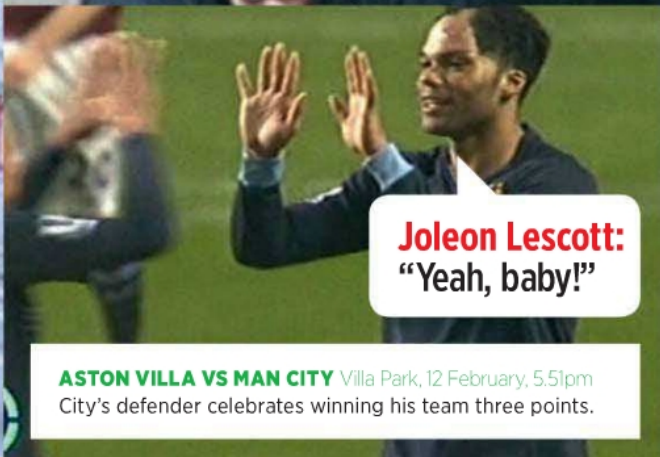 Joleon Lescott:
“Yeah, baby!”
ASTON VILLA VS MAN CITY Villa Park, 12 February, 5.51pm
City’s defender celebrates winning his team three points.